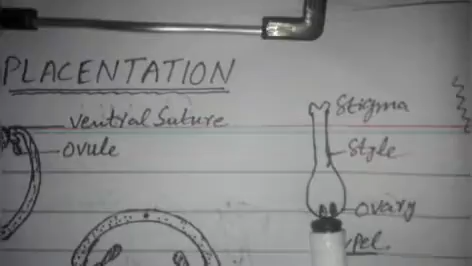 PLACENTATION
Ventral Suture
Ovule
Stigma
Style
Ovary